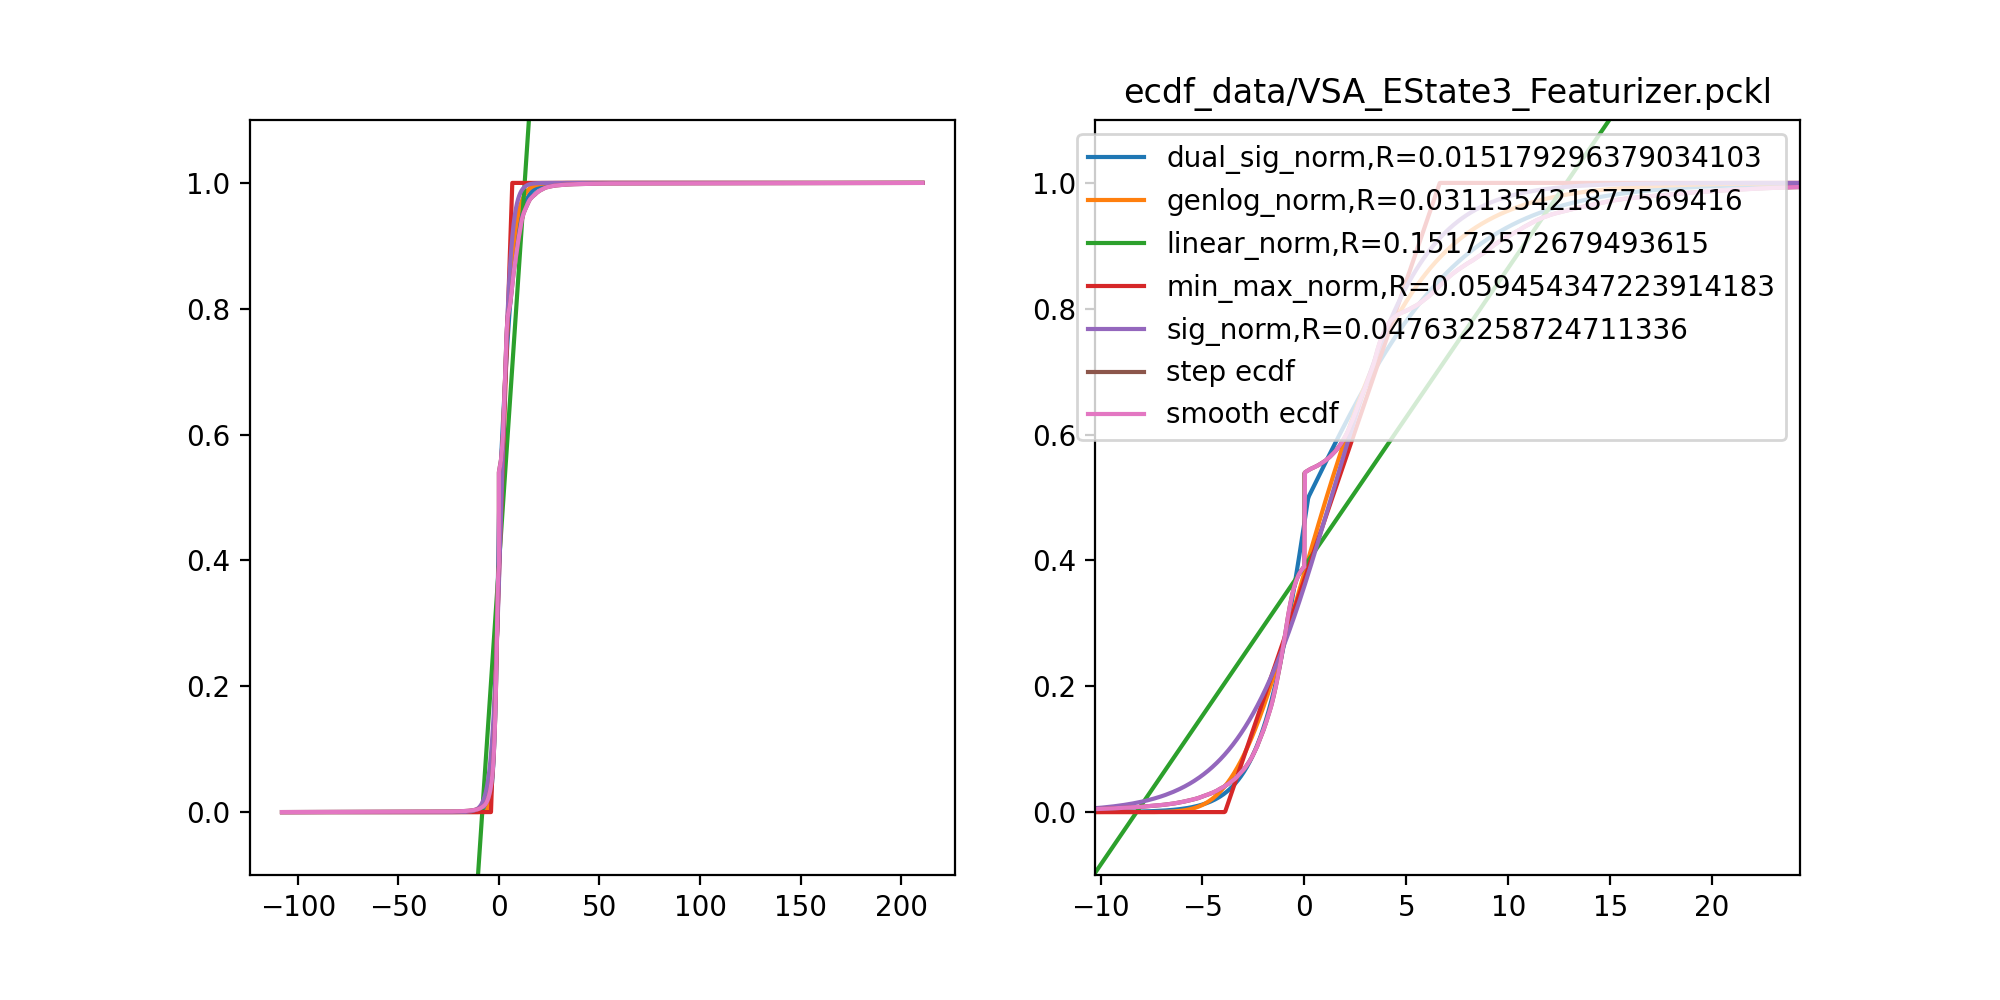 ecdf_data/VSA_EState3_Featurizer.pckl
1.0
0.8
0.6
0.4
0.2
0.0
−100 −50 0 50 100 150 200
dual_sig_norm,R=0.015179296379034103
genlog_norm,R=0.031135421877569416
linear_norm,R=0.15172572679493615
min_max_norm,R=0.059454347223914183
sig_norm,R=0.047632258724711336
step ecdf
smooth ecdf
1.0
0.8
0.6
0.4
0.2
0.0
−10 −5 0 5 10 15 20